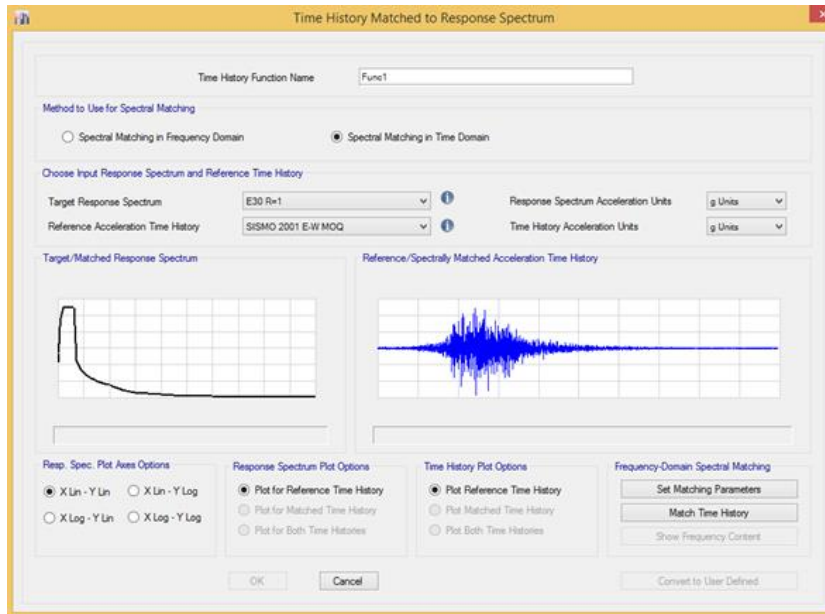 Time History Matched to Response Spectrum
Time History Function Name Func1
Method to Use for Spectral Matching
Spectral Matching in Frequency Domain Spectral Matching in Time Domain
Choose Input Response Spectrum and Reference Time History
Target Response Spectrum E30 R=1 Response Spectrum Acceleration Units g Units
Reference Acceleration Time History SISMO 2001 E-W MOQ Time History Acceleration Units g Units
Target/Matched Response Spectrum Reference/Spectrally Matched Acceleration Time History
Resp. Spec. Plot Axes Options Response Spectrum Plot Options Time History Plot Options Frequency-Domain Spectral Matching
X Lin - Y Lin X Lin - Y Log Plot for Reference Time History Plot Reference Time History Set Matching Parameters
Plot for Matched Time History Plot Matched Time History Match Time History
X Log - Y Lin X Log - Y Log Plot for Both Time Histories Plot Both Time Histories Show Frequency Content
OK Cancel Convert to User Defined